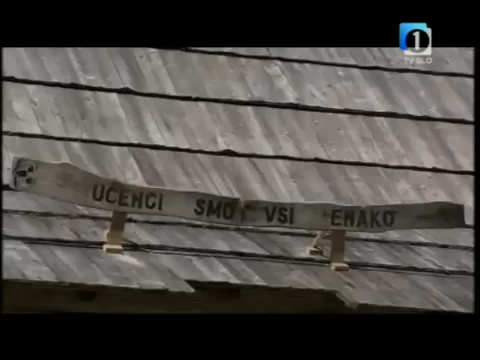 1
TV SLO
UCENCI SMO VSI ENAKO